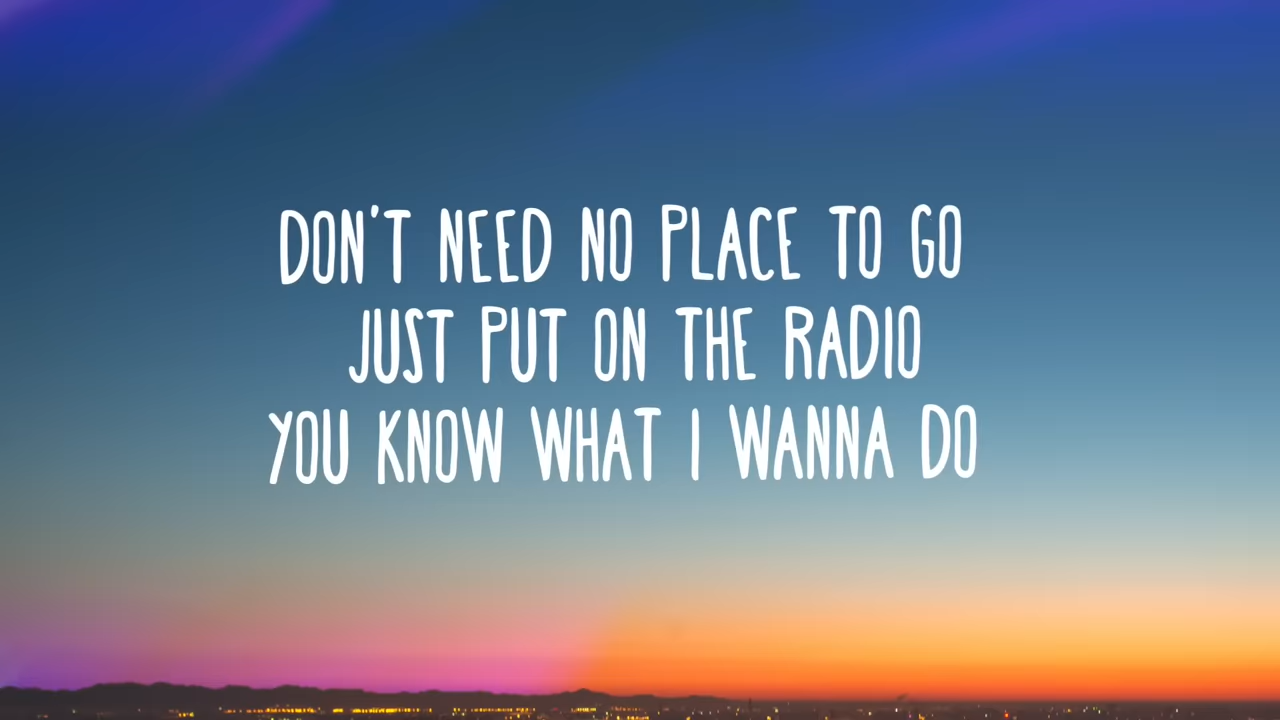 DON'T NEED NO PLACE TO GO
JUST PUT ON THE RADIO
YOU KNOW WHAT I WANNA DO